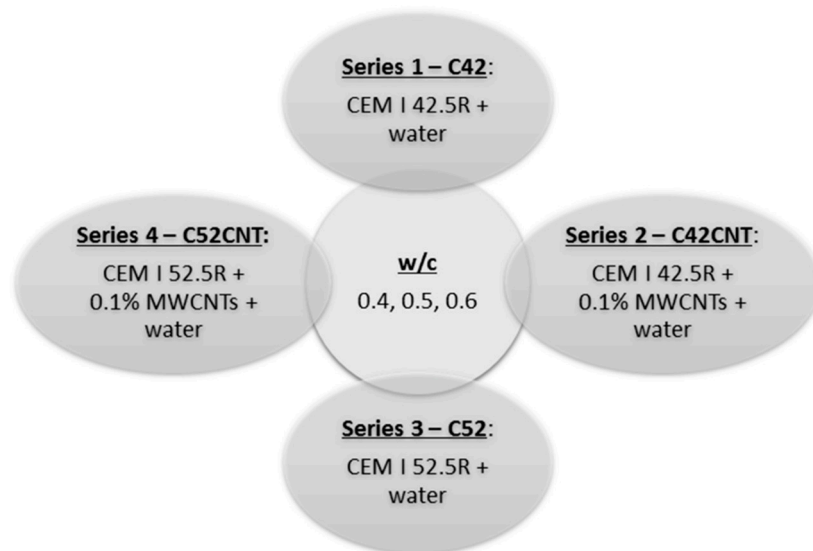 Series 1 – C42:
CEM I 42.5R +
water
Series 4 – C52CNT:
CEM I 52.5R +
0.1% MWCNTs +
water
w/c
0.4, 0.5, 0.6
Series 2 – C42CNT:
CEM I 42.5R +
0.1% MWCNTs +
water
Series 3 – C52:
CEM I 52.5R +
water